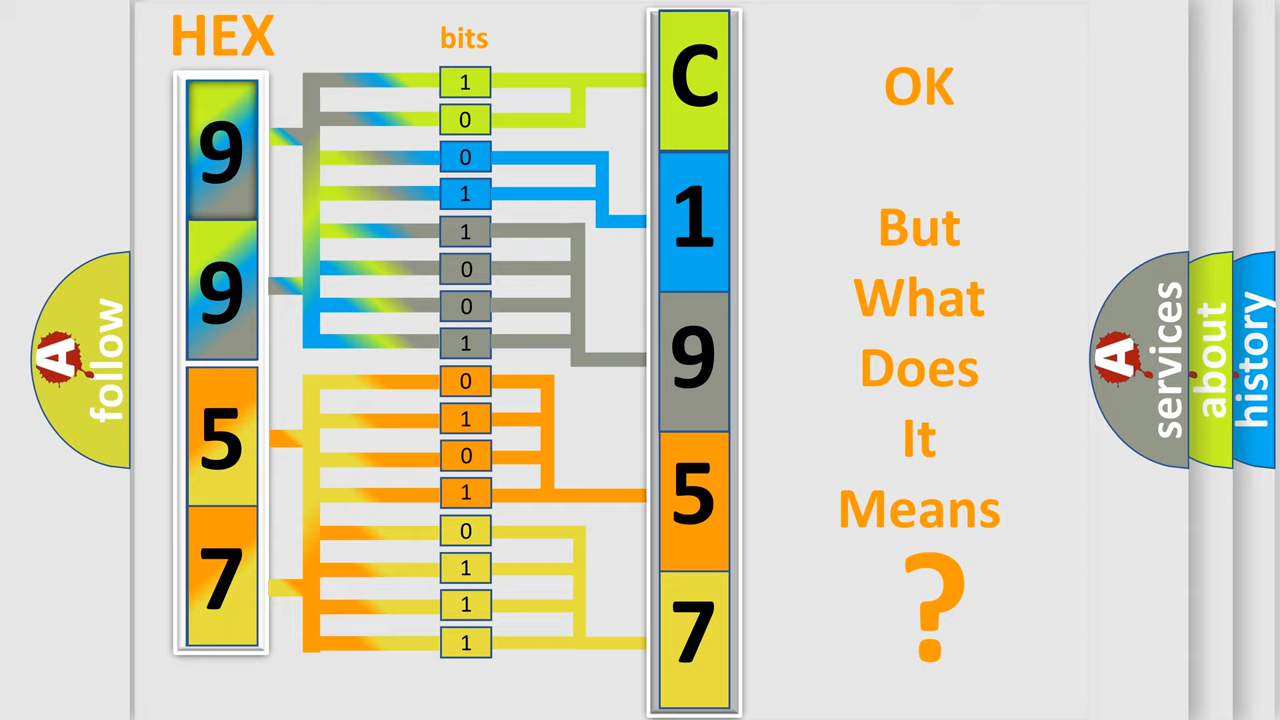 HEX
bits
9
9
5
7
1
0
0
1
1
0
0
1
0
1
0
1
0
1
1
1
C
1
9
5
7
OK
But
What
Does
It
Means
?
A
follow
A
services
about
history